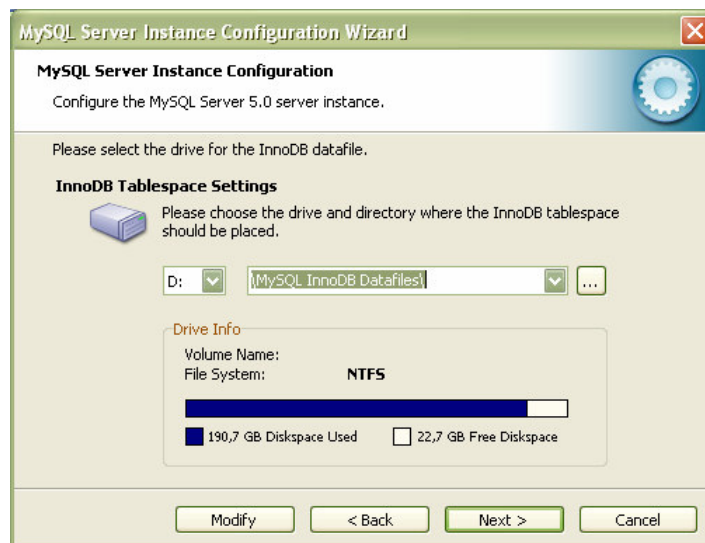 MySQL Server Instance Configuration Wizard
MySQL Server Instance Configuration
Configure the MySQL Server 5.0 server instance.
Please select the drive for the InnoDB datafile.
InnoDB Tablespace Settings
Please choose the drive and directory where the InnoDB tablespace
should be placed.
D: \MySQL InnoDB Datafiles\ ...
Drive Info
Volume Name:
File System: NTFS
190,7 GB Diskspace Used 22,7 GB Free Diskspace
Modify < Back Next > Cancel